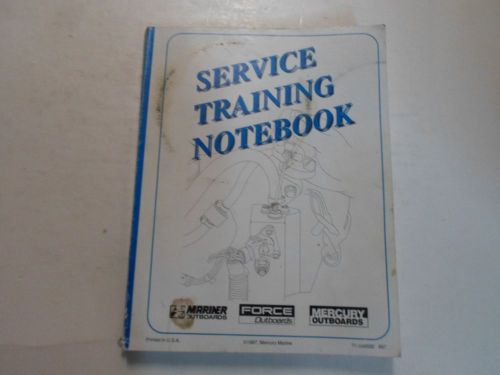 SERVICE
TRAINING
NOTEBOOK
MARINER
OUTBOARDS
FORCE
Outboards
MERCURY
OUTBOARDS
Printed in U.S.A.
©1997, Mercury Marine